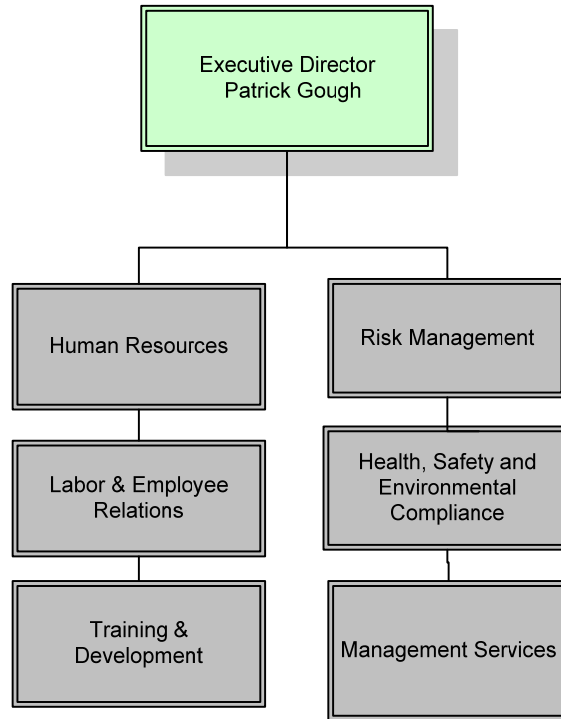 Executive Director
Patrick Gough
Human Resources
Risk Management
Labor & Employee
Relations
Health, Safety and
Environmental
Compliance
Training &
Development
Management Services